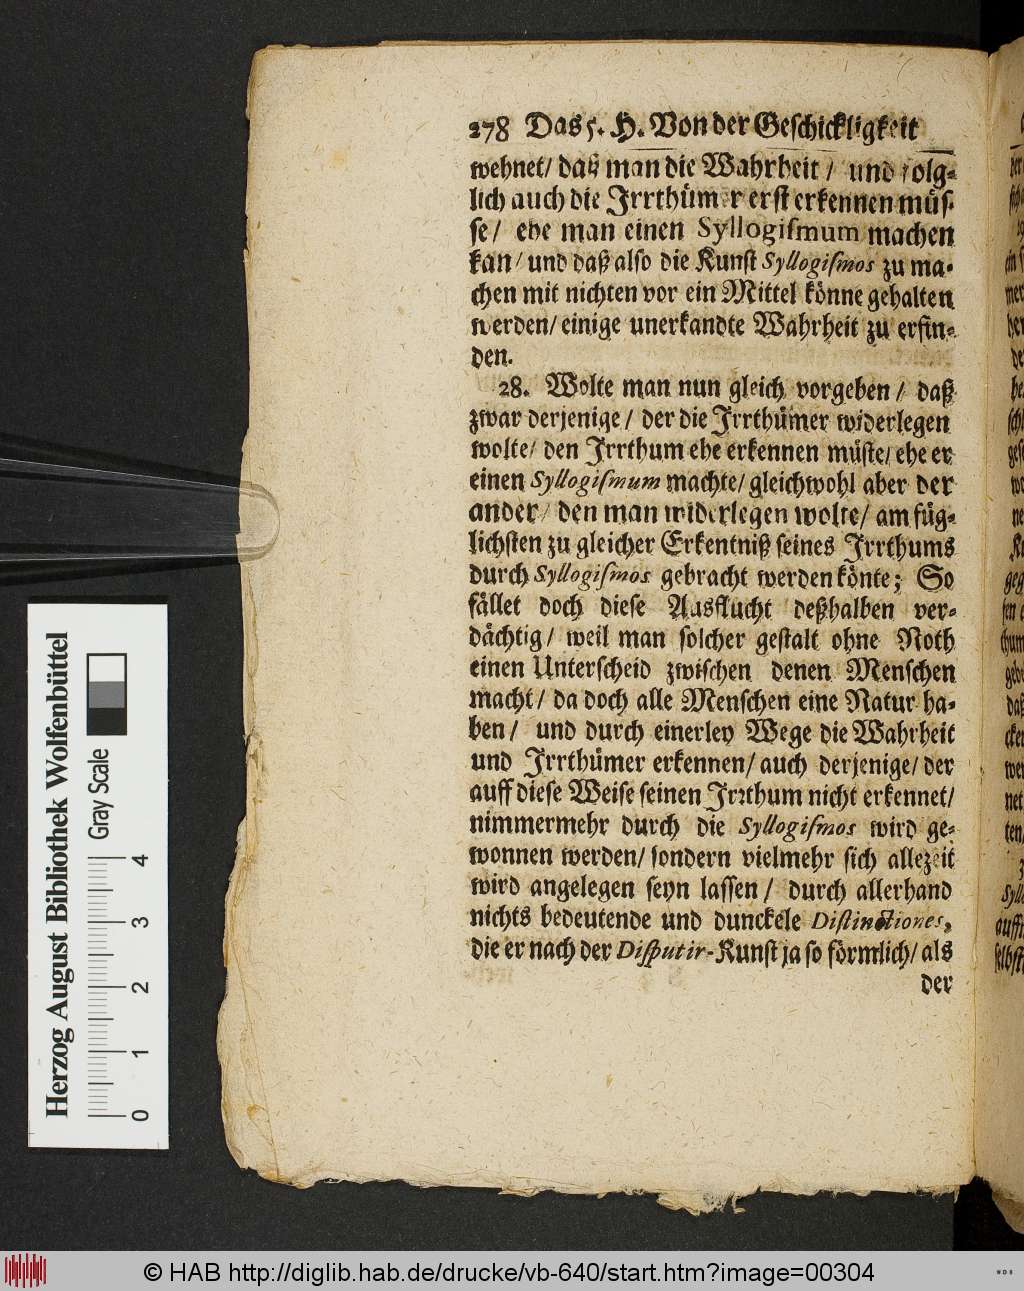 278 Das 5. H. Von der Geschickligkeit
wehnet/ daß man die Wahrheit / und folg-
lich auch die Irrthümer erst erkennen müs-
se/ ehe man einen Syllogiſmum machen
kan/ und daß also die Kunst Syllogiſmos zu ma-
chen mit nichten vor ein Mittel könne gehalten
werden/ einige unerkandte Wahrheit zu erfin-
den.
28. Wolte man nun gleich vorgeben / daß
zwar derjenige / der die Irrthümer widerlegen
wolte/ den Irrthum ehe erkennen müste/ ehe er
einen Syllogiſmum machte/ gleichwohl aber der
ander/ den man widerlegen wolte/ am füg-
lichsten zu gleicher Erkentniß seines Irrthums
durch Syllogiſmos gebracht werden könte; So
fället doch diese Ausflucht deßhalben ver-
dächtig/ weil man solcher gestalt ohne Noth
einen Unterscheid zwischen denen Menschen
macht/ da doch alle Menschen eine Natur ha-
ben/ und durch einerley Wege die Wahrheit
und Irrthümer erkennen/ auch derjenige/ der
auff diese Weise seinen Irrthum nicht erkennet/
nimmermehr durch die Syllogiſmos wird ge-
wonnen werden/ sondern vielmehr sich allezeit
wird angelegen seyn lassen/ durch allerhand
nichts bedeutende und dunckele Diſtinctiones,
die er nach der Diſputir-Kunst ja so förmlich/ als
der
Herzog August Bibliothek Wolfenbüttel
Gray Scale
0 1 2 3 4
© HAB http://diglib.hab.de/drucke/vb-640/start.htm?image=00304